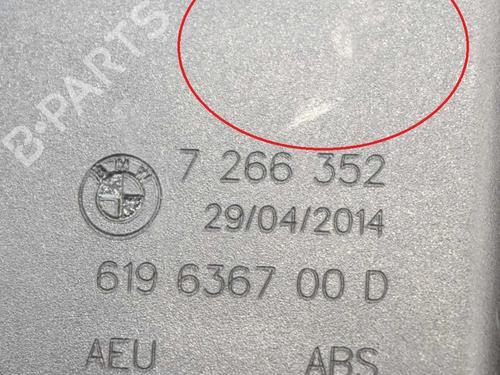 B-PARTS
7 266 352
BMW
29/04/2014
619 6367 00 D
AEU ABS